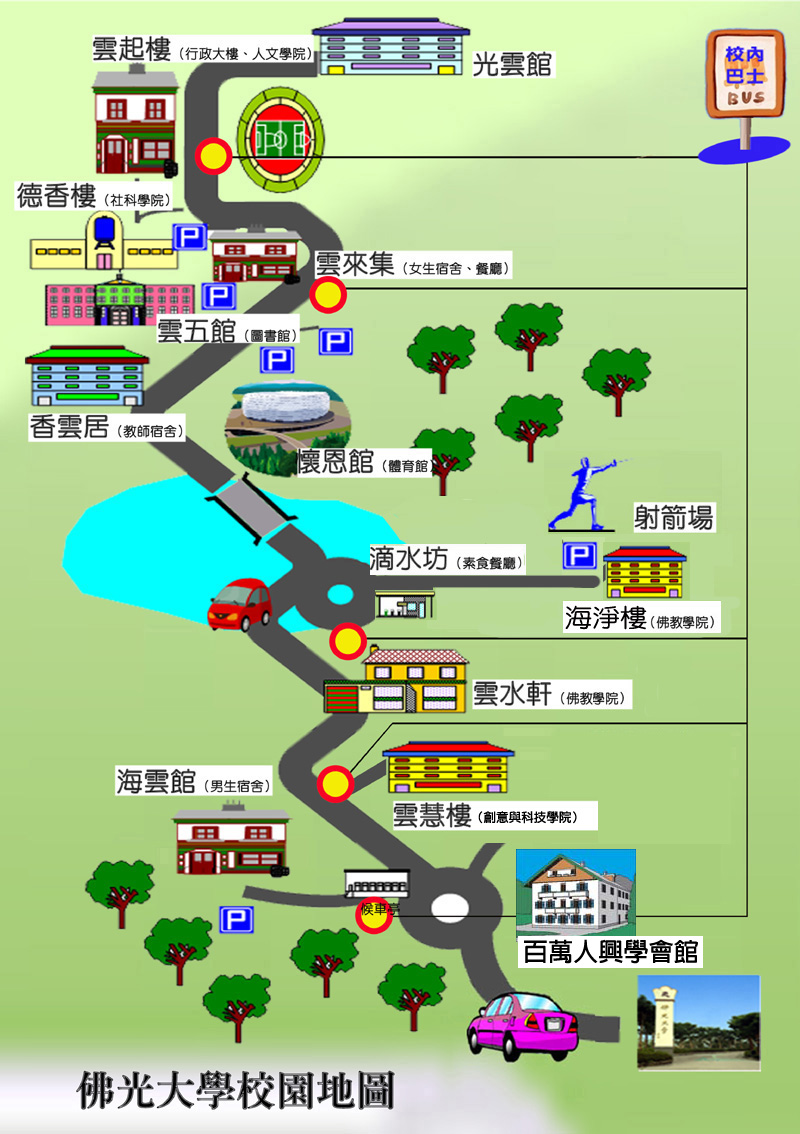 雲起樓（行政大樓、人文學院）
光雲館
校內
巴士
BUS
德香樓（社科學院）
P
雲來集（女生宿舍、餐廳）
P
雲五館（圖書館）
P
P
香雲居（教師宿舍）
懷恩館（體育館）
射箭場
滴水坊（素食餐廳）
P
海淨樓（佛教學院）
雲水軒（佛教學院）
海雲館（男生宿舍）
雲慧樓（創意與科技學院）
候車亭
P
百萬人興學會館
佛光大學
佛光大學校園地圖